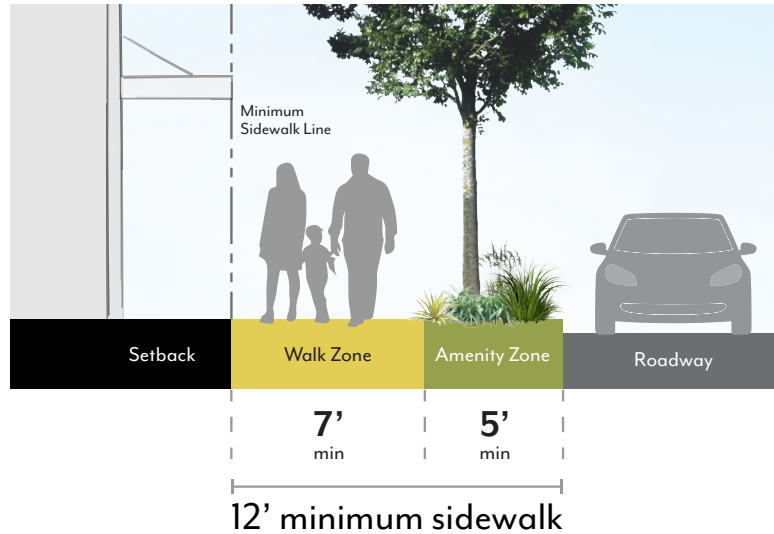 Minimum
Sidewalk Line
Setback
Walk Zone
Amenity Zone
Roadway
7’
min
5’
min
12’ minimum sidewalk